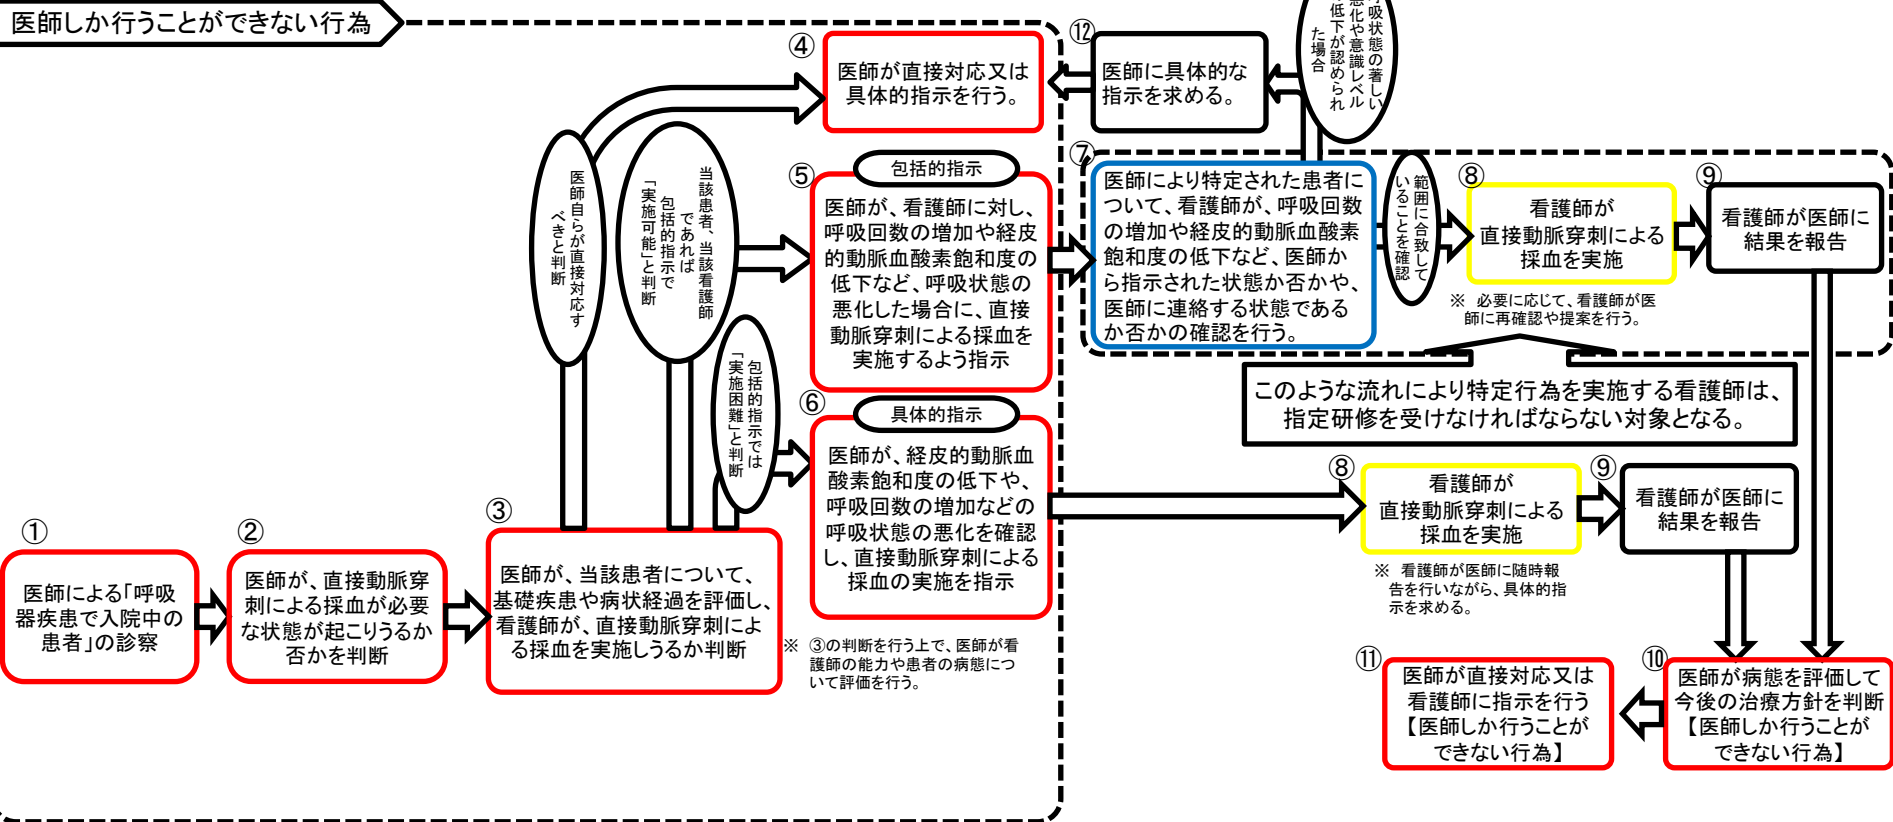 医師しか行うことができない行為
④
医師が直接対応又は
具体的指示を行う。
⑫
医師に具体的な
指示を求める。
吸状態の著しい
悪化や意識レベル
低下が認められ
た場合
医師自らが直接対応す
べきと判断
当該患者、当該看護師
であれば
包括的指示で
「実施可能」と判断
包括的指示では
「実施困難」と判断
⑤
包括的指示
医師が、看護師に対し、
呼吸回数の増加や経皮
的動脈血酸素飽和度の
低下など、呼吸状態の
悪化した場合に、直接
動脈穿刺による採血を
実施するよう指示
⑥
具体的指示
医師が、経皮的動脈血
酸素飽和度の低下や、
呼吸回数の増加などの
呼吸状態の悪化を確認
し、直接動脈穿刺による
採血の実施を指示
⑦
医師により特定された患者に
ついて、看護師が、呼吸回数
の増加や経皮的動脈血酸素
飽和度の低下など、医師か
ら指示された状態か否かや、
医師に連絡する状態である
か否かの確認を行う。
範囲に合致して
いることを確認
⑧
看護師が
直接動脈穿刺による
採血を実施
※ 必要に応じて、看護師が医
師に再確認や提案を行う。
⑨
看護師が医師に
結果を報告
このような流れにより特定行為を実施する看護師は、
指定研修を受けなければならない対象となる。
⑧
看護師が
直接動脈穿刺による
採血を実施
※ 看護師が医師に随時報
告を行いながら、具体的指
示を求める。
⑨
看護師が医師に
結果を報告
①
医師による「呼吸
器疾患で入院中の
患者」の診察
②
医師が、直接動脈穿
刺による採血が必要
な状態が起こりうるか
否かを判断
③
医師が、当該患者について、
基礎疾患や病状経過を評価し、
看護師が、直接動脈穿刺によ
る採血を実施しうるか判断
※ ③の判断を行う上で、医師が看
護師の能力や患者の病態につ
いて評価を行う。
⑪
医師が直接対応又は
看護師に指示を行う
【医師しか行うことが
できない行為】
⑩
医師が病態を評価して
今後の治療方針を判断
【医師しか行うことが
できない行為】